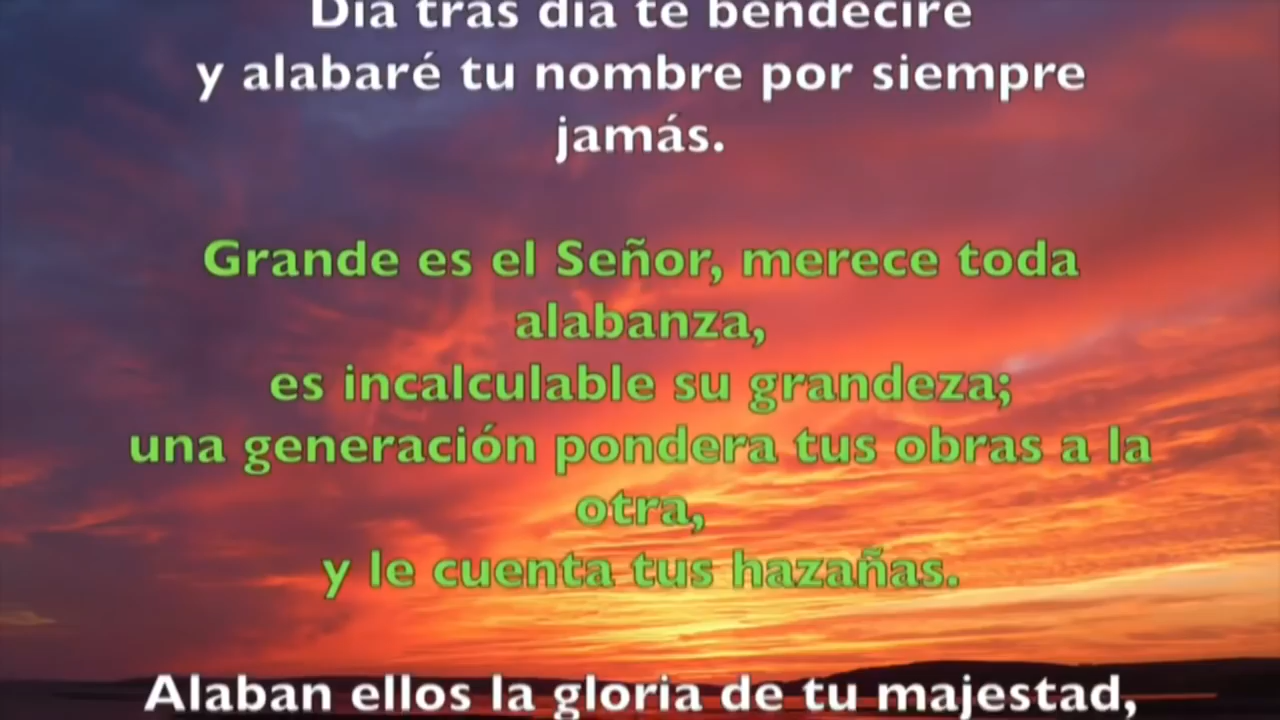 Día tras día te bendeciré
y alabaré tu nombre por siempre
jamás.
Grande es el Señor, merece toda
alabanza,
es incalculable su grandeza;
una generación pondera tus obras a la
otra,
y le cuenta tus hazañas.
Alaban ellos la gloria de tu majestad,